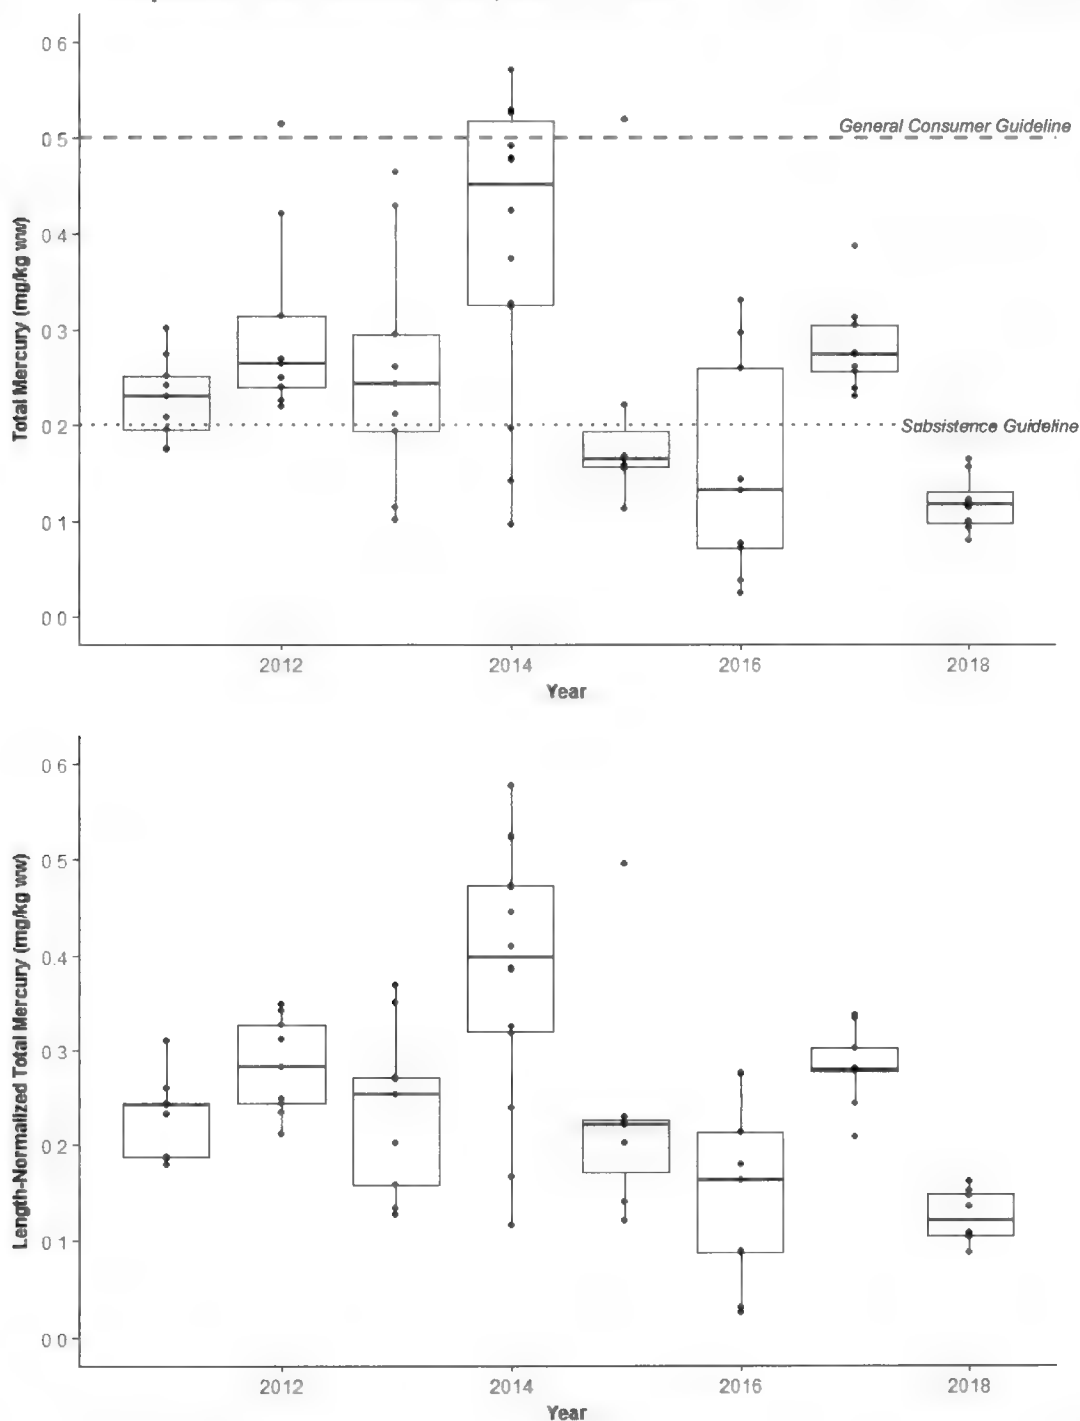 0.6
General Consumer Guideline
0.5
0.4
0.3
0.2
Subsistence Guideline
0.1
0.0
Total Mercury (mg/kg ww)
2012 2014 2016 2018
Year
0.6
0.5
0.4
0.3
0.2
0.1
0.0
Length-Normalized Total Mercury (mg/kg ww)
2012 2014 2016 2018
Year